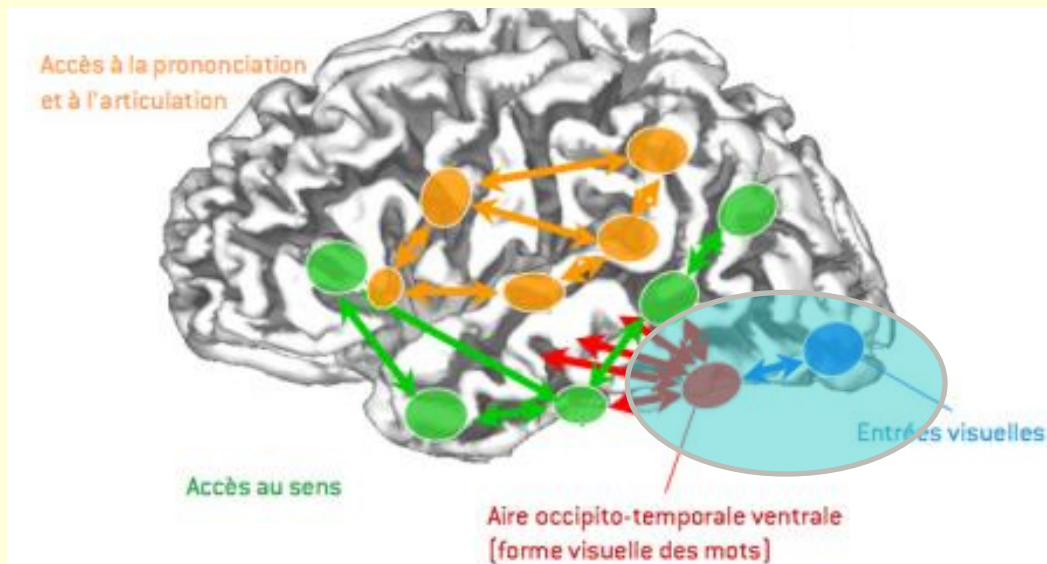 Accès à la prononciation
et à l'articulation
Entrées visuelles
Accès au sens
Aire occipito-temporale ventrale
(forme visuelle des mots)